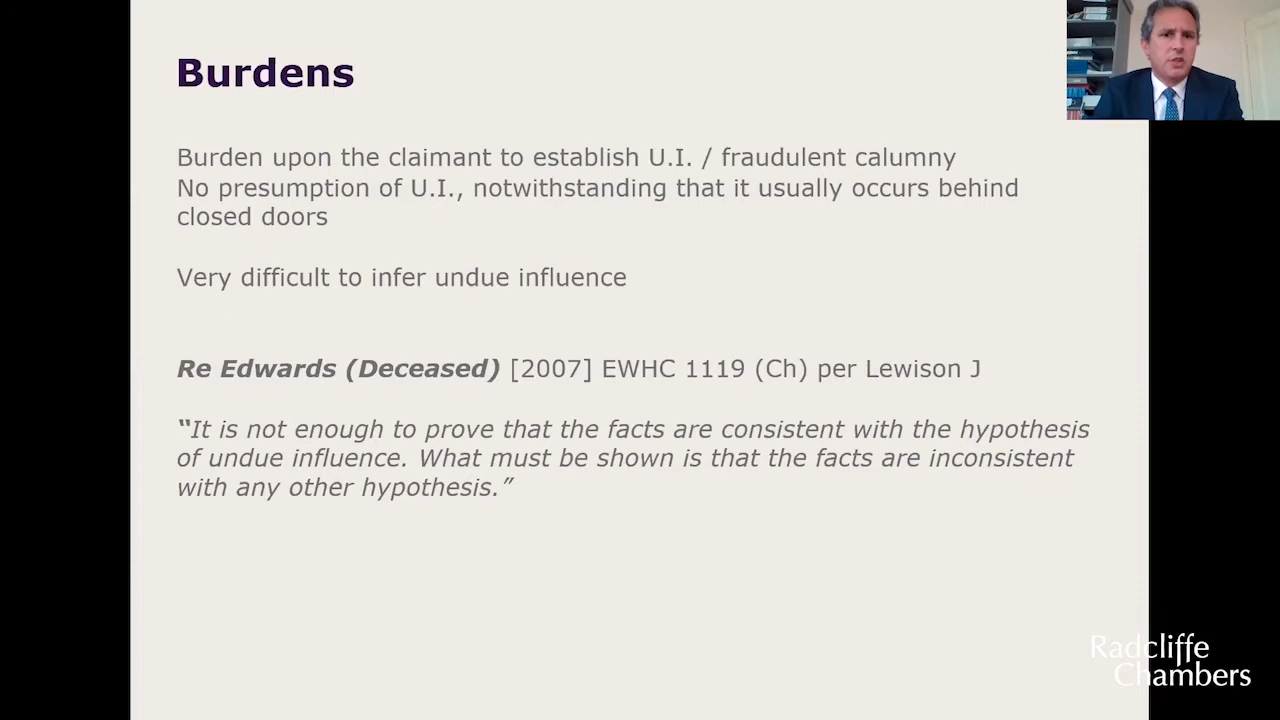 Burdens
Burden upon the claimant to establish U.I. / fraudulent calumny
No presumption of U.I., notwithstanding that it usually occurs behind
closed doors
Very difficult to infer undue influence
Re Edwards (Deceased) [2007] EWHC 1119 (Ch) per Lewison J
“It is not enough to prove that the facts are consistent with the hypothesis
of undue influence. What must be shown is that the facts are inconsistent
with any other hypothesis.”
Radcliffe
Chambers